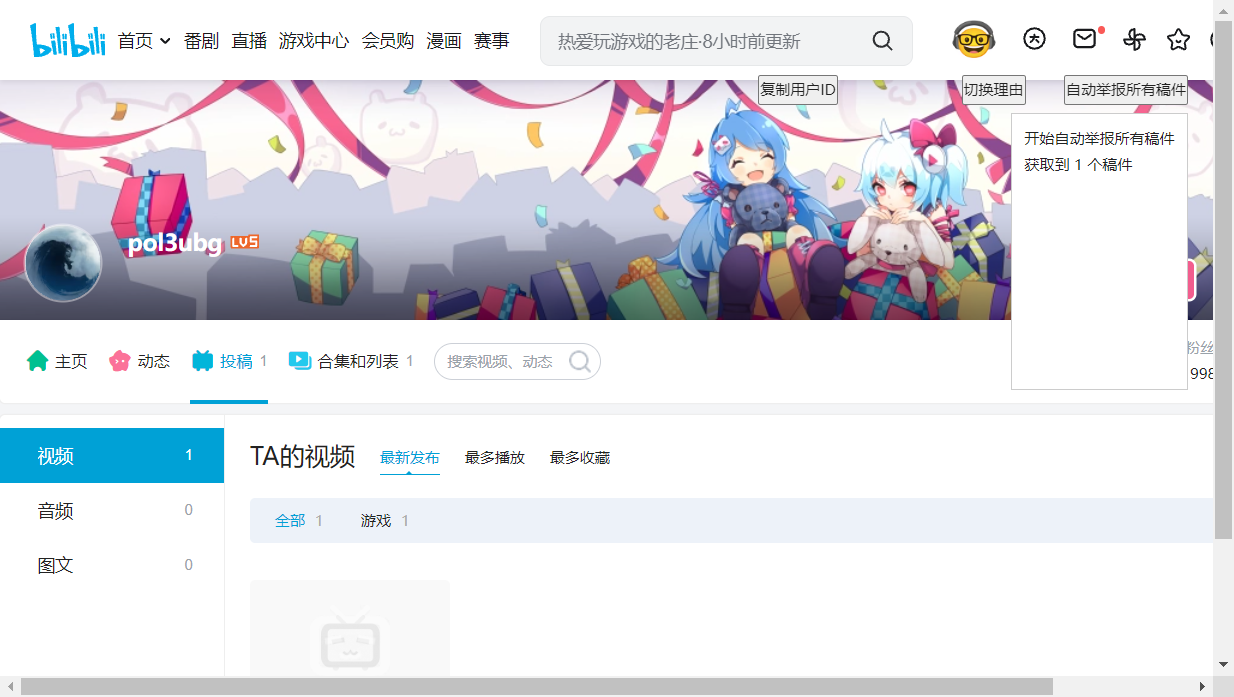 bilibili 首页 番剧 直播 游戏中心 会员购 漫画 赛事 热爱玩游戏的老庄·8小时前更新
复制用户ID 切换理由 自动举报所有稿件
开始自动举报所有稿件
获取到 1 个稿件
pol3ubg LV5
主页 动态 投稿 1 合集和列表 1 搜索视频、动态
粉丝
998
视频 1
音频 0
图文 0
TA的视频 最新发布 最多播放 最多收藏
全部 1 游戏 1